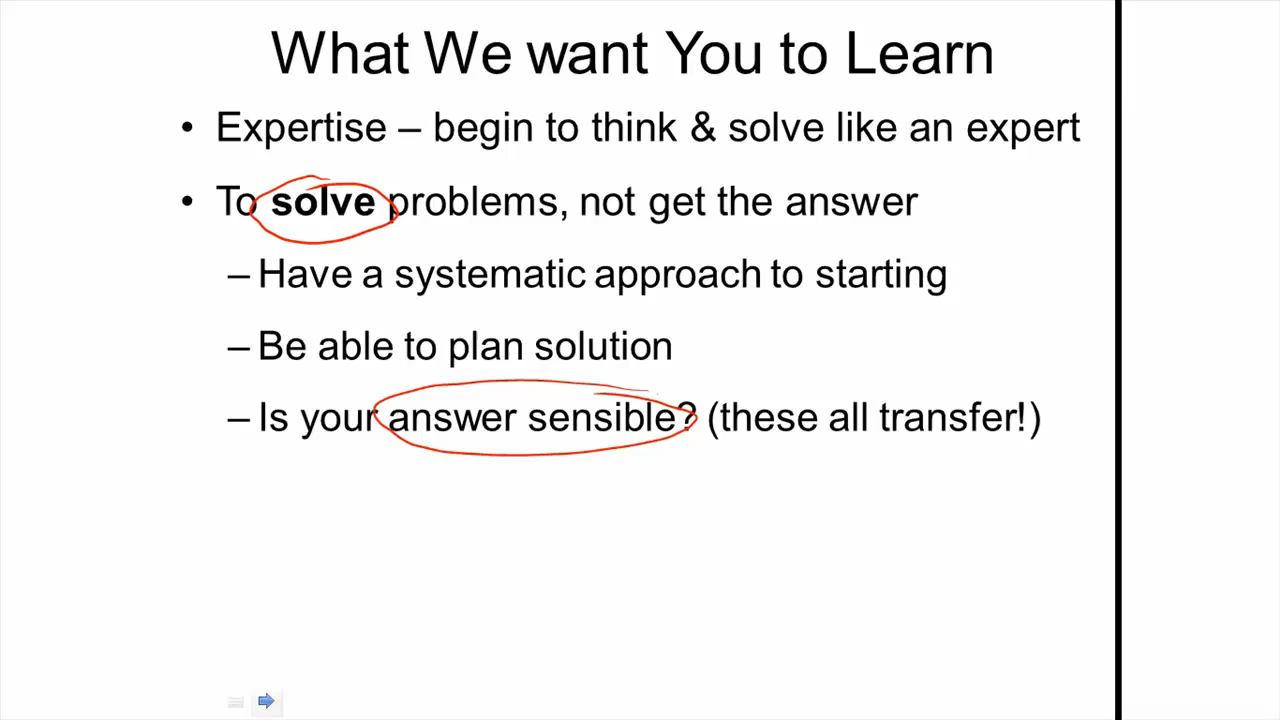 What We want You to Learn
• Expertise – begin to think & solve like an expert
• To solve problems, not get the answer
– Have a systematic approach to starting
– Be able to plan solution
– Is your answer sensible? (these all transfer!)